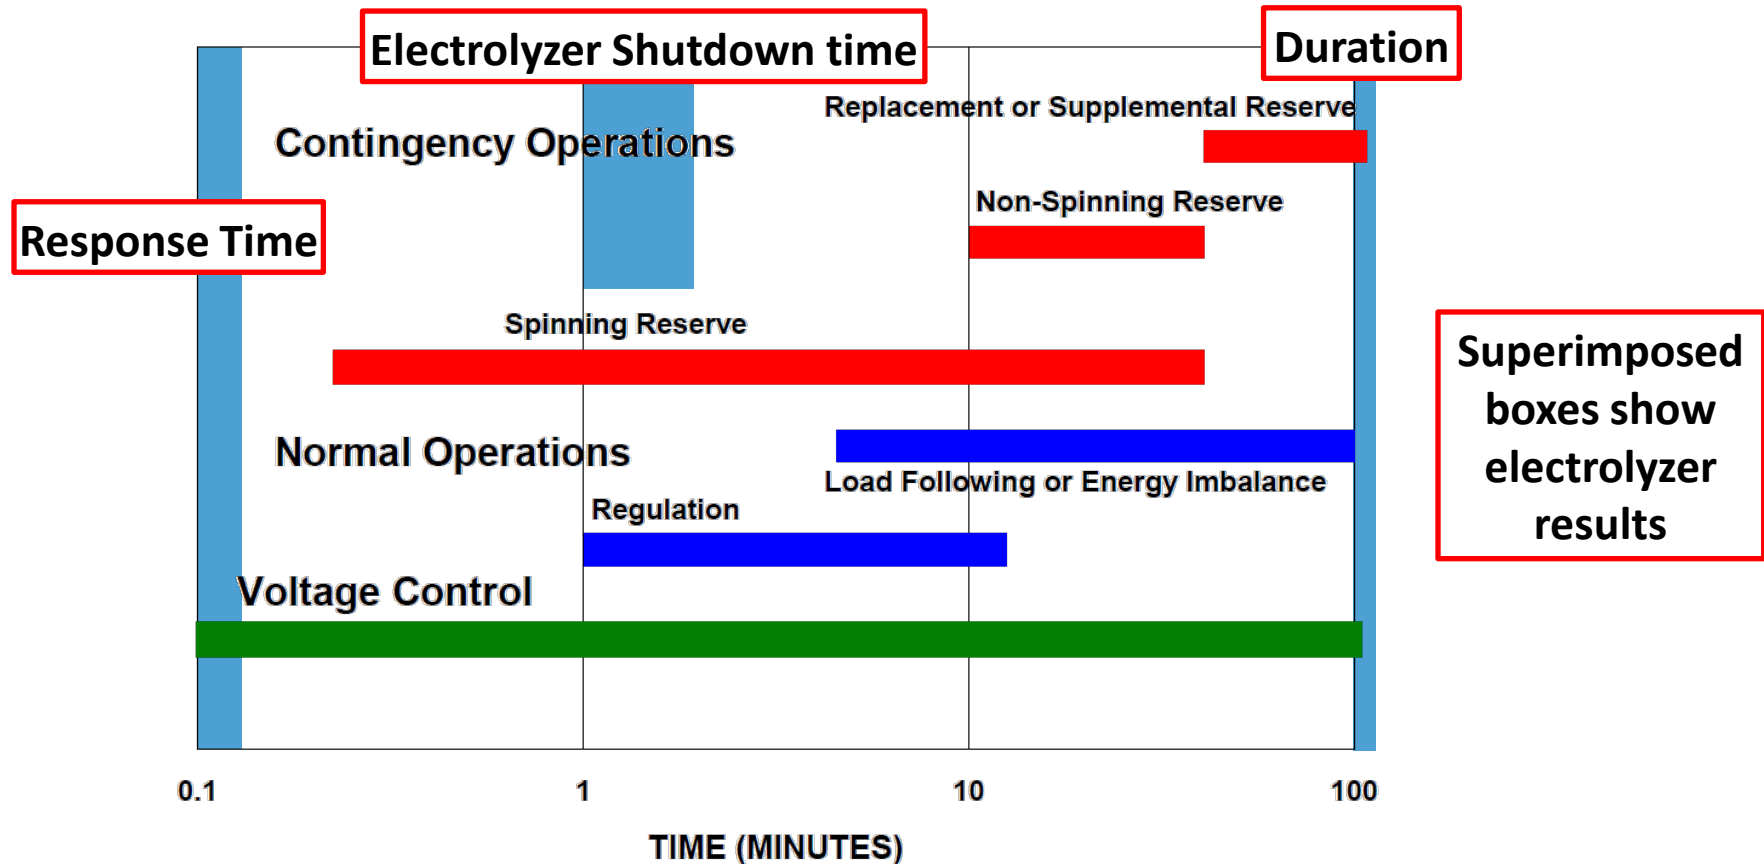 Electrolyzer Shutdown time
Duration
Replacement or Supplemental Reserve
Contingency Operations
Non-Spinning Reserve
Response Time
Spinning Reserve
Superimposed
boxes show
electrolyzer
results
Normal Operations
Load Following or Energy Imbalance
Regulation
Voltage Control
0.1 1 10 100
TIME (MINUTES)